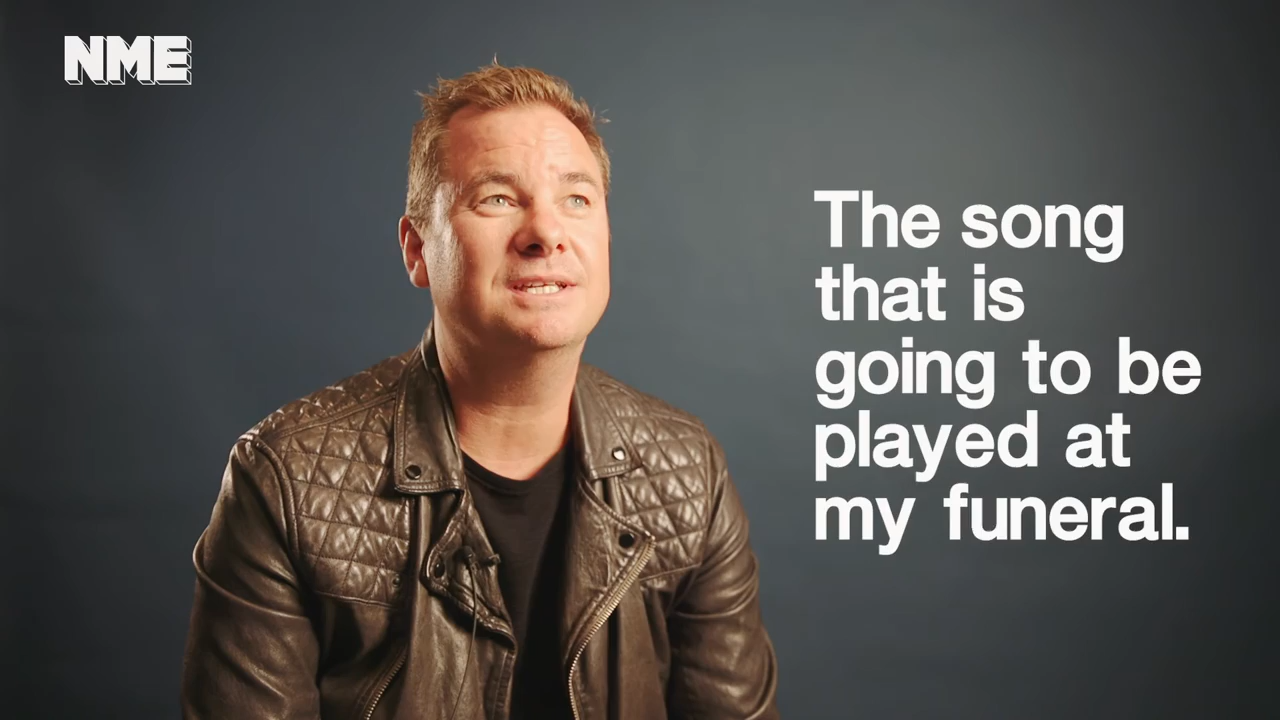 NME
The song
that is
going to be
played at
my funeral.